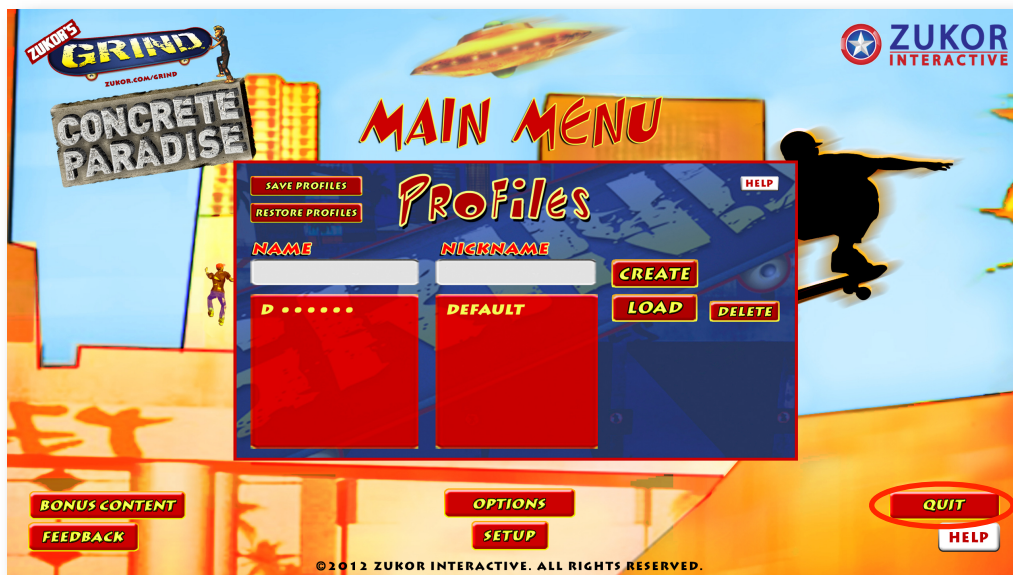 ZUKOR'S
GRIND
ZUKOR.COM/GRIND
CONCRETE
PARADISE
ZUKOR
INTERACTIVE
MAIN MENU
SAVE PROFILES
RESTORE PROFILES
PROFILES
HELP
NAME
NICKNAME
CREATE
D ••••••
DEFAULT
LOAD
DELETE
BONUS CONTENT
OPTIONS
QUIT
FEEDBACK
SETUP
HELP
©2012 ZUKOR INTERACTIVE. ALL RIGHTS RESERVED.